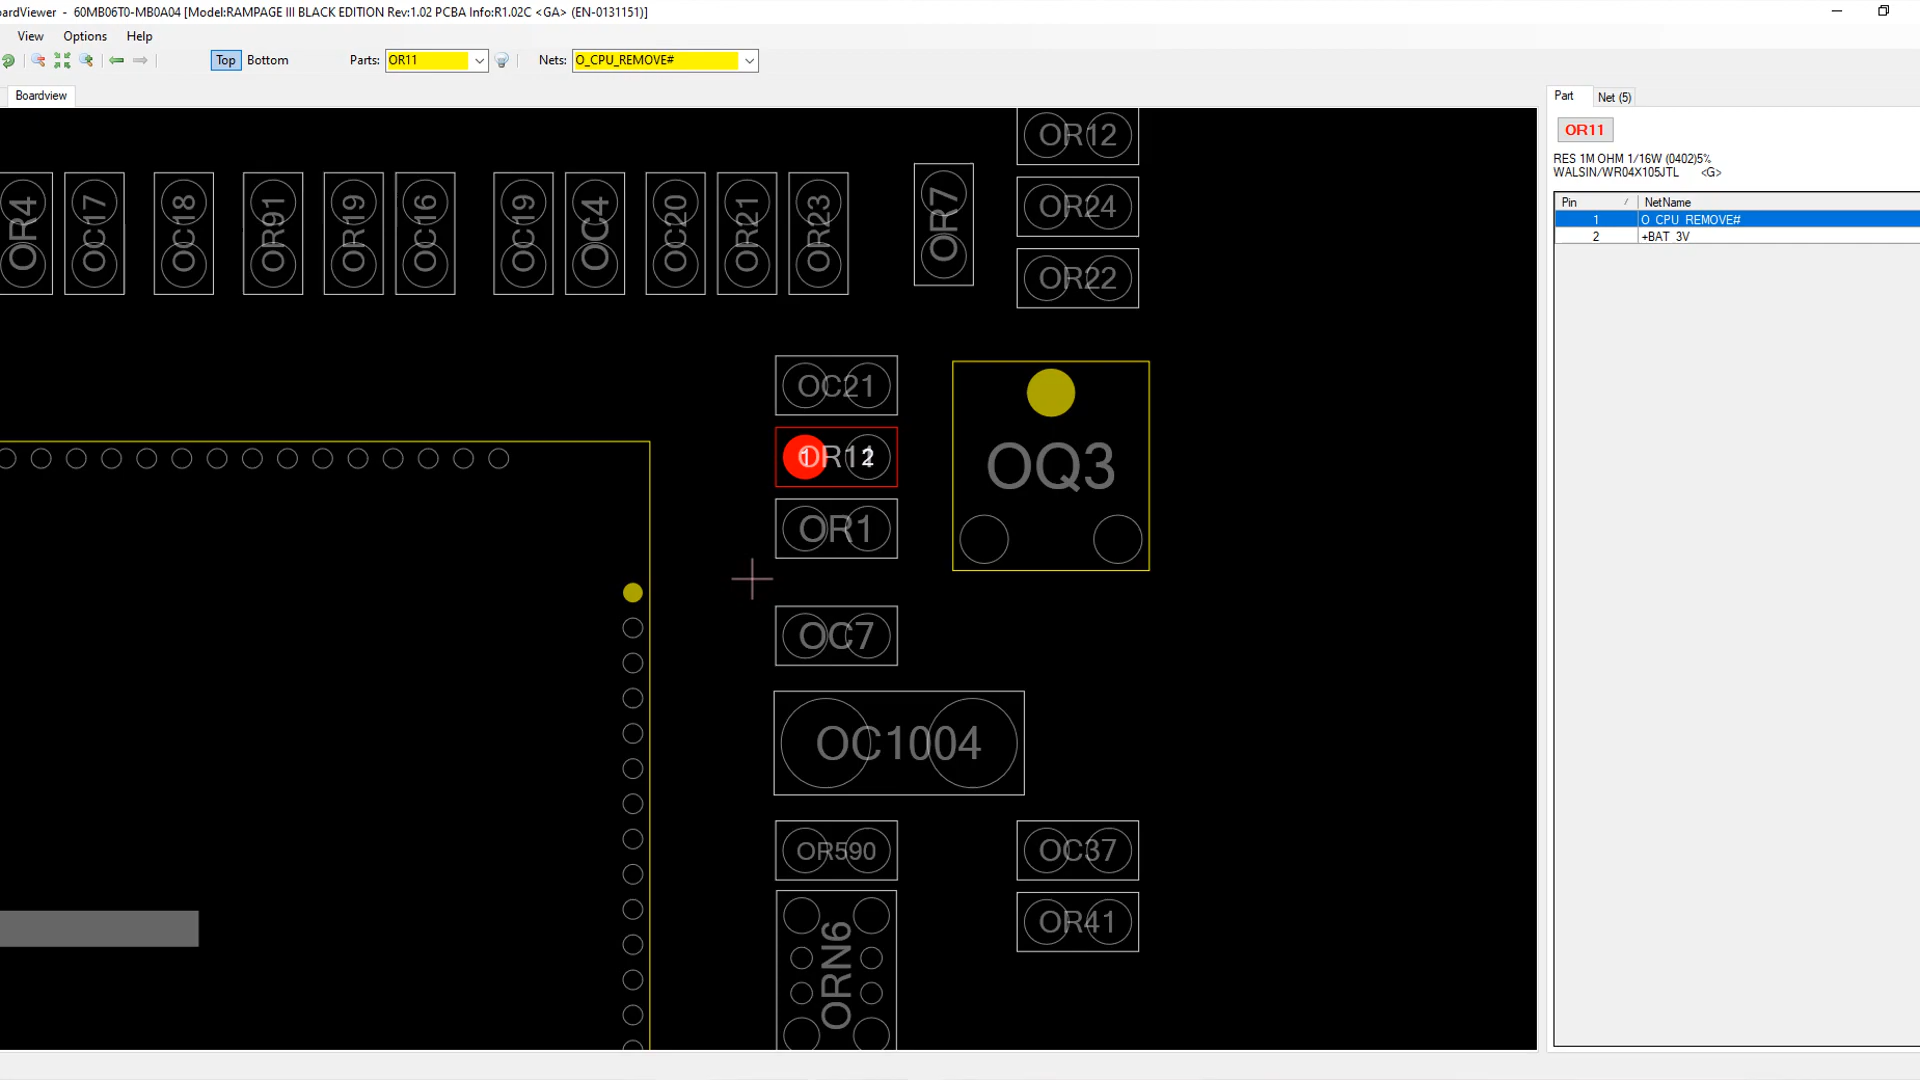 ardViewer - 60MB06T0-MB0A04 [Model:RAMPAGE III BLACK EDITION Rev:1.02 PCBA Info:R1.02C <GA> (EN-0131151)]
View Options Help
Top Bottom Parts: OR11 Nets: O_CPU_REMOVE#
Boardview
Part Net (5)
OR11
RES 1M OHM 1/16W (0402)5%
WALSIN/WR04X105JTL <G>
Pin / NetName
1 O_CPU_REMOVE#
2 +BAT_3V
OR12
OR4 OC17 OC18 OR91 OR19 OC16 OC19 OC4 OC20 OR21 OR23 OR7 OR24
OR22
OC21
OR11 1 2
OQ3
OR1
OC7
OC1004
OR590 OC37
OR41
ORN6